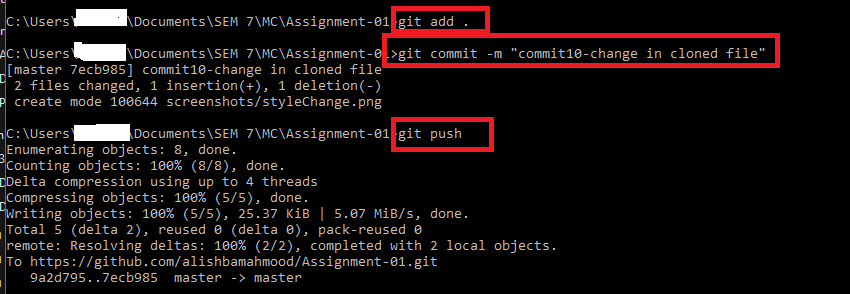 C:\Users\ \Documents\SEM 7\MC\Assignment-01>git add .
C:\Users\ \Documents\SEM 7\MC\Assignment-01>git commit -m "commit10-change in cloned file"
[master 7ecb985] commit10-change in cloned file
2 files changed, 1 insertion(+), 1 deletion(-)
create mode 100644 screenshots/styleChange.png
C:\Users\ \Documents\SEM 7\MC\Assignment-01>git push
Enumerating objects: 8, done.
Counting objects: 100% (8/8), done.
Delta compression using up to 4 threads
Compressing objects: 100% (5/5), done.
Writing objects: 100% (5/5), 25.37 KiB | 5.07 MiB/s, done.
Total 5 (delta 2), reused 0 (delta 0), pack-reused 0
remote: Resolving deltas: 100% (2/2), completed with 2 local objects.
To https://github.com/alishbamahmood/Assignment-01.git
9a2d795..7ecb985  master -> master